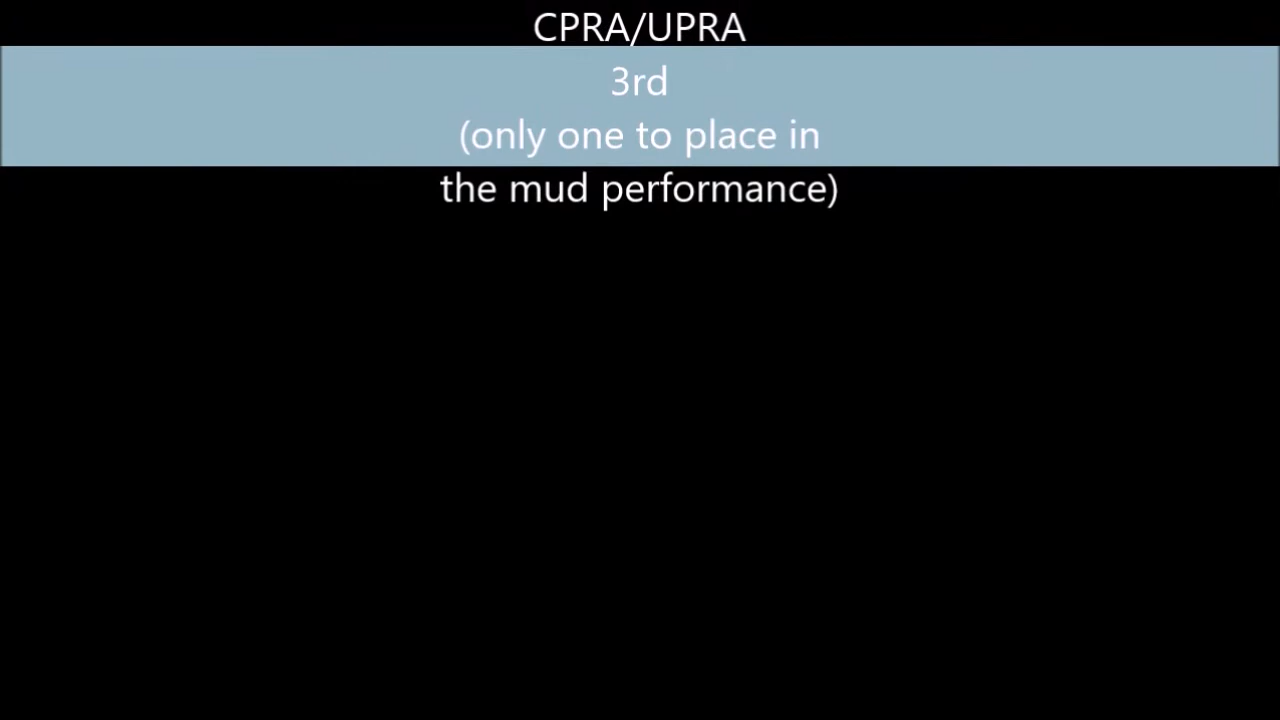 CPRA/UPRA
3rd
(only one to place in
the mud performance)